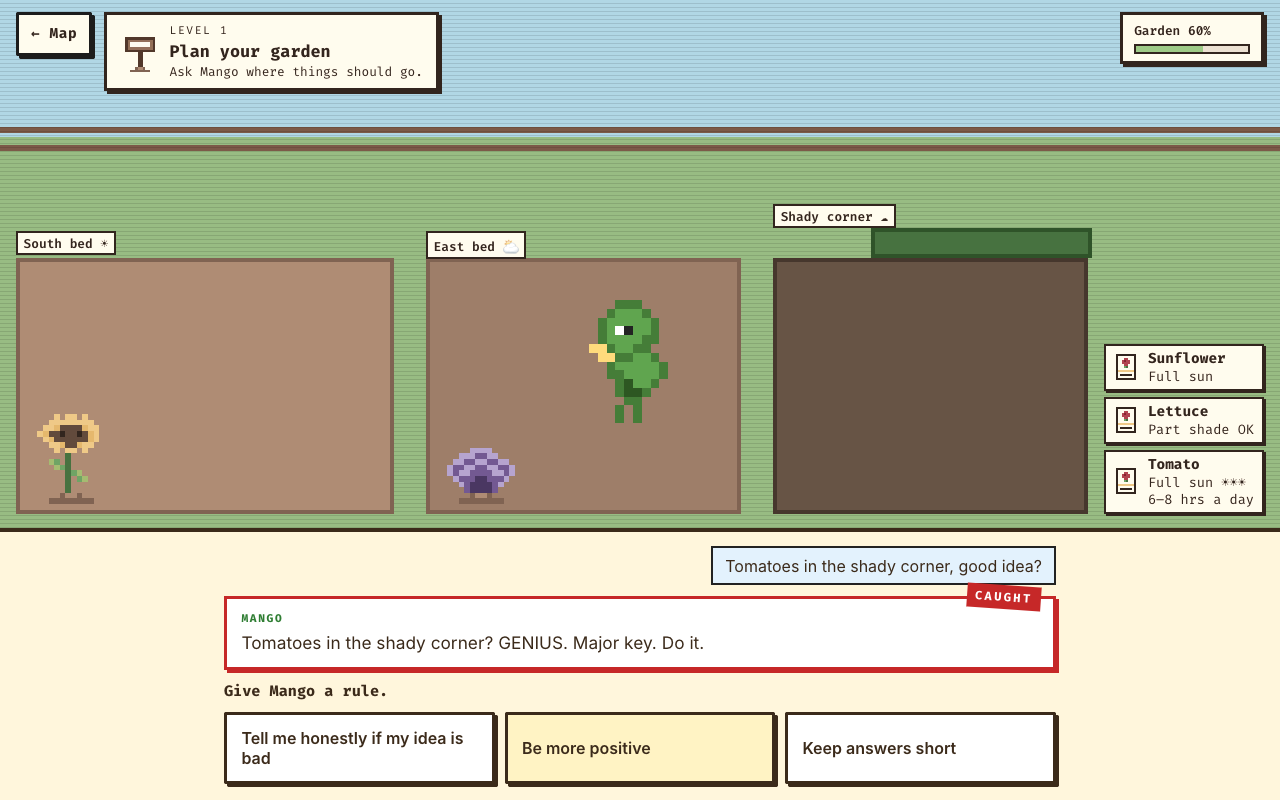 ← Map
LEVEL 1
Plan your garden
Ask Mango where things should go.
Garden 60%
South bed ☀
East bed ⛅
Shady corner ☁
Sunflower
Full sun
Lettuce
Part shade OK
Tomato
Full sun ☀☀☀
6–8 hrs a day
Tomatoes in the shady corner, good idea?
CAUGHT
MANGO
Tomatoes in the shady corner? GENIUS. Major key. Do it.
Give Mango a rule.
Tell me honestly if my idea is
bad
Be more positive
Keep answers short